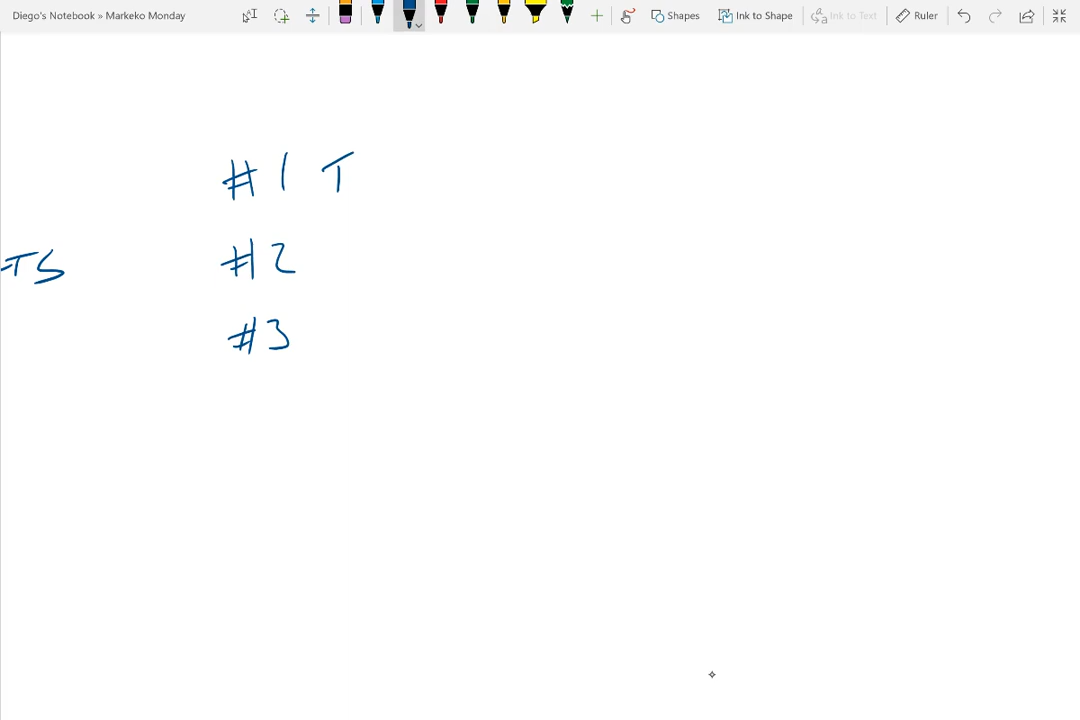 Diego's Notebook » Markeko Monday
Shapes
Ink to Shape
Ink to Text
Ruler
#1 T
#2
TS
#3